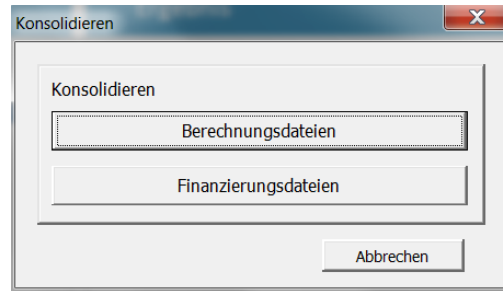 Konsolidieren
Konsolidieren
Berechnungsdateien
Finanzierungsdateien
Abbrechen